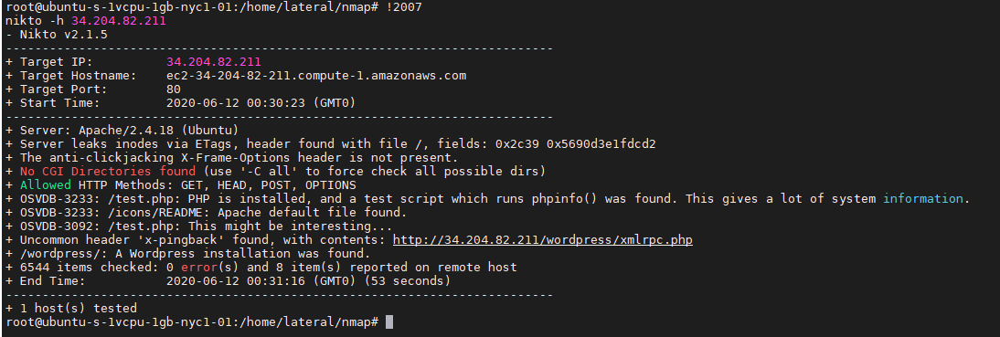 root@ubuntu-s-1vcpu-1gb-nyc1-01:/home/lateral/nmap# !2007
nikto -h 34.204.82.211
- Nikto v2.1.5
---------------------------------------------------------------------------
+ Target IP:          34.204.82.211
+ Target Hostname:    ec2-34-204-82-211.compute-1.amazonaws.com
+ Target Port:        80
+ Start Time:         2020-06-12 00:30:23 (GMT0)
---------------------------------------------------------------------------
+ Server: Apache/2.4.18 (Ubuntu)
+ Server leaks inodes via ETags, header found with file /, fields: 0x2c39 0x5690d3e1fdcd2
+ The anti-clickjacking X-Frame-Options header is not present.
+ No CGI Directories found (use '-C all' to force check all possible dirs)
+ Allowed HTTP Methods: GET, HEAD, POST, OPTIONS
+ OSVDB-3233: /test.php: PHP is installed, and a test script which runs phpinfo() was found. This gives a lot of system information.
+ OSVDB-3233: /icons/README: Apache default file found.
+ OSVDB-3092: /test.php: This might be interesting...
+ Uncommon header 'x-pingback' found, with contents: http://34.204.82.211/wordpress/xmlrpc.php
+ /wordpress/: A Wordpress installation was found.
+ 6544 items checked: 0 error(s) and 8 item(s) reported on remote host
+ End Time:           2020-06-12 00:31:16 (GMT0) (53 seconds)
---------------------------------------------------------------------------
+ 1 host(s) tested
root@ubuntu-s-1vcpu-1gb-nyc1-01:/home/lateral/nmap#